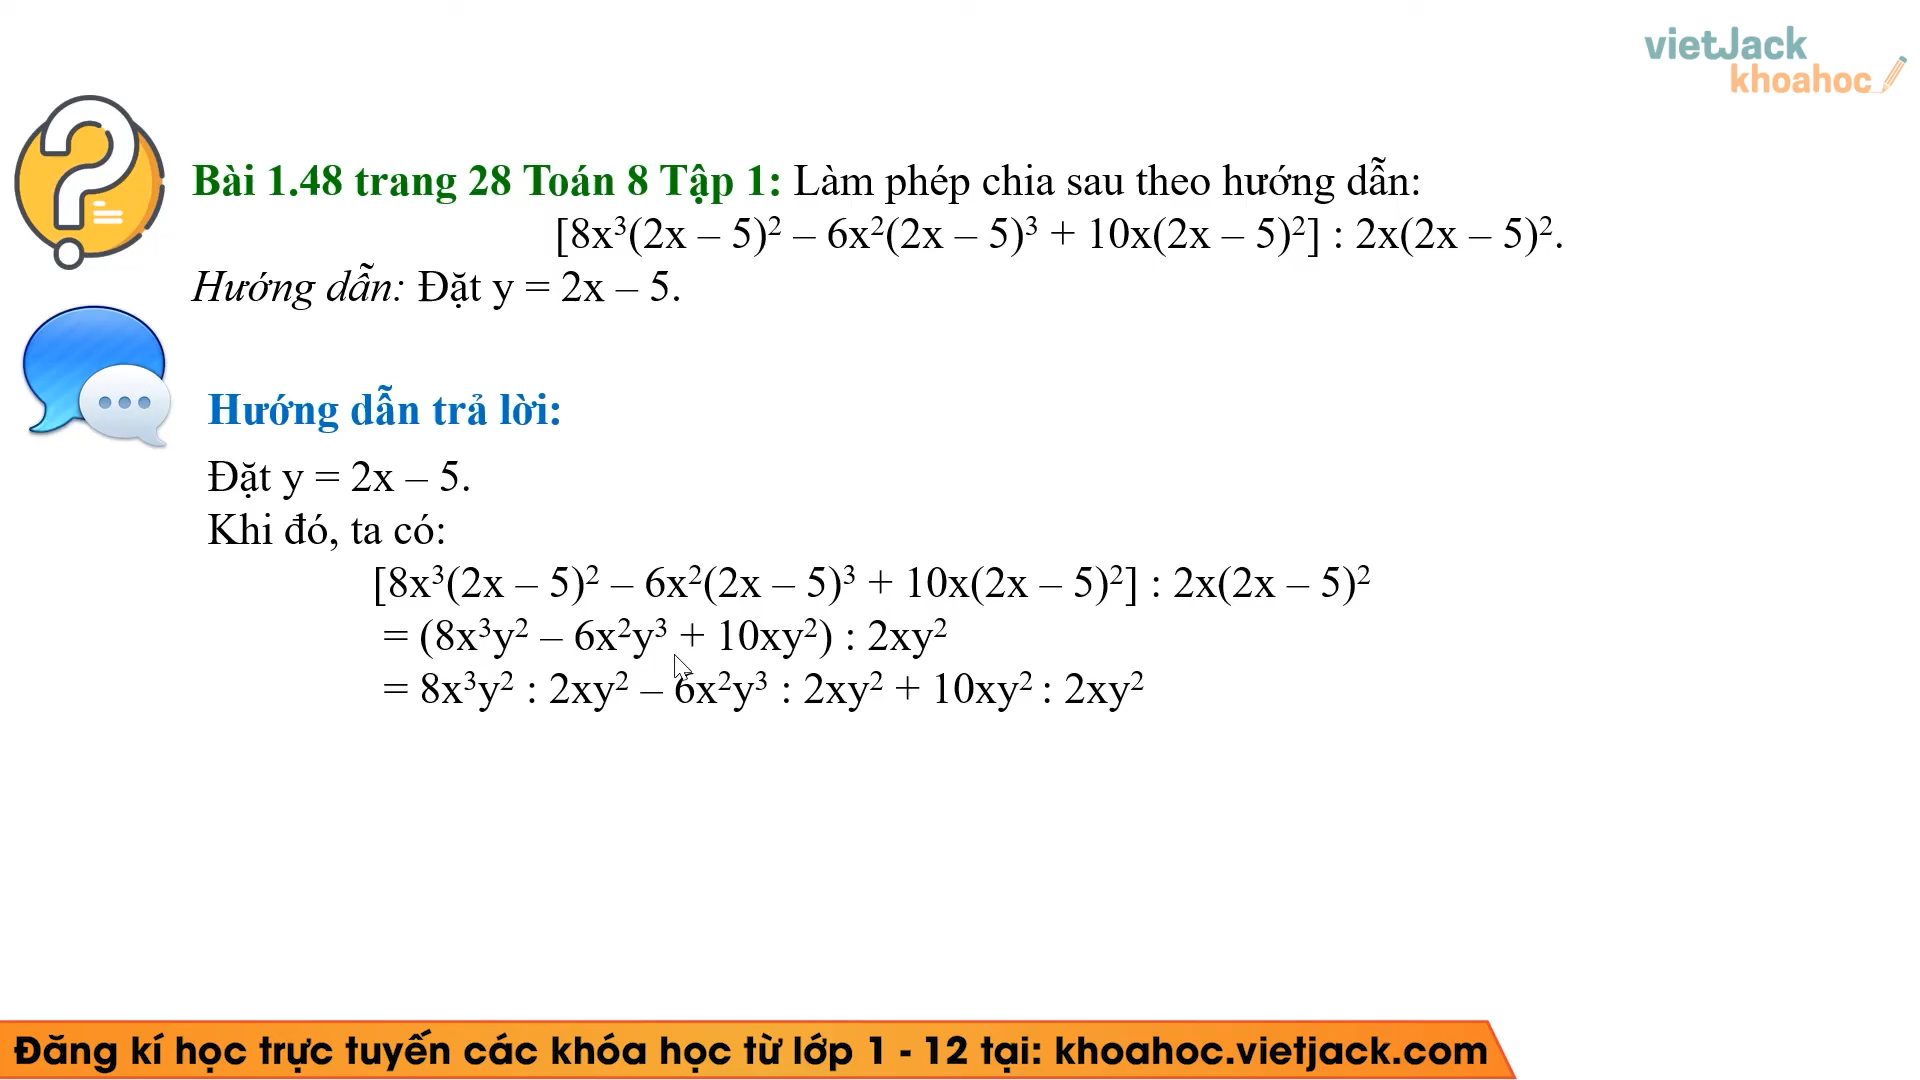 vietJack
khoahoc
Bài 1.48 trang 28 Toán 8 Tập 1: Làm phép chia sau theo hướng dẫn:
[8x³(2x – 5)² – 6x²(2x – 5)³ + 10x(2x – 5)²] : 2x(2x – 5)².
Hướng dẫn: Đặt y = 2x – 5.
Hướng dẫn trả lời:
Đặt y = 2x – 5.
Khi đó, ta có:
[8x³(2x – 5)² – 6x²(2x – 5)³ + 10x(2x – 5)²] : 2x(2x – 5)²
= (8x³y² – 6x²y³ + 10xy²) : 2xy²
= 8x³y² : 2xy² – 6x²y³ : 2xy² + 10xy² : 2xy²
Đăng kí học trực tuyến các khóa học từ lớp 1 - 12 tại: khoahoc.vietjack.com